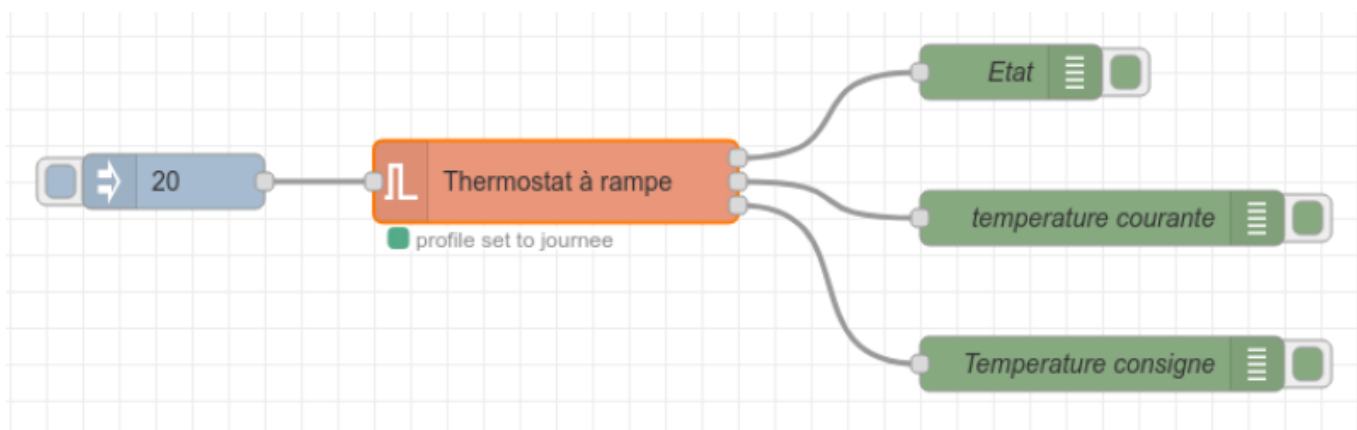 Etat
20
Thermostat à rampe
profile set to journee
temperature courante
Temperature consigne